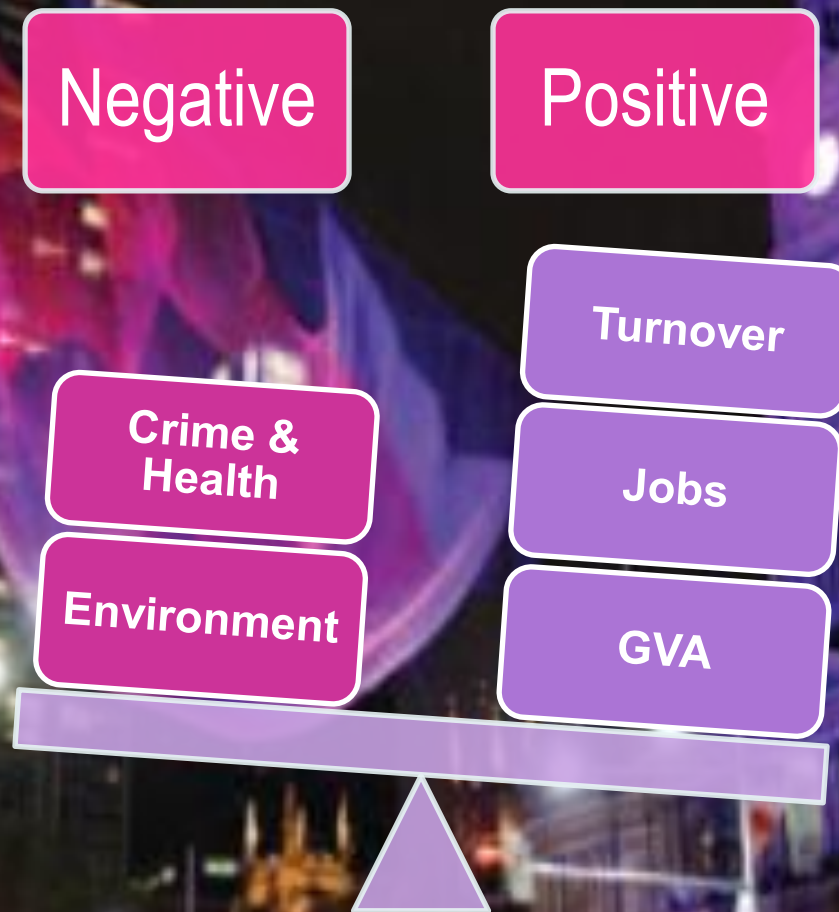 Negative
Positive
Turnover
Crime &
Health
Jobs
Environment
GVA